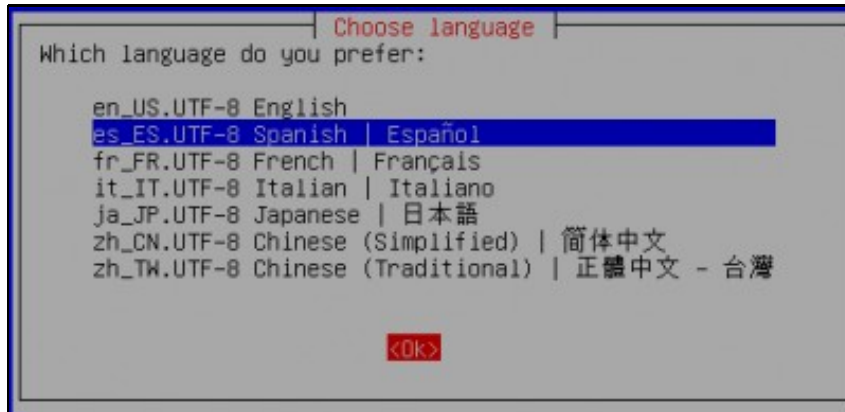 Choose language
Which language do you prefer:
en_US.UTF-8 English
es_ES.UTF-8 Spanish | Español
fr_FR.UTF-8 French | Français
it_IT.UTF-8 Italian | Italiano
ja_JP.UTF-8 Japanese | 日本語
zh_CN.UTF-8 Chinese (Simplified) | 简体中文
zh_TW.UTF-8 Chinese (Traditional) | 正體中文 - 台灣
<Ok>